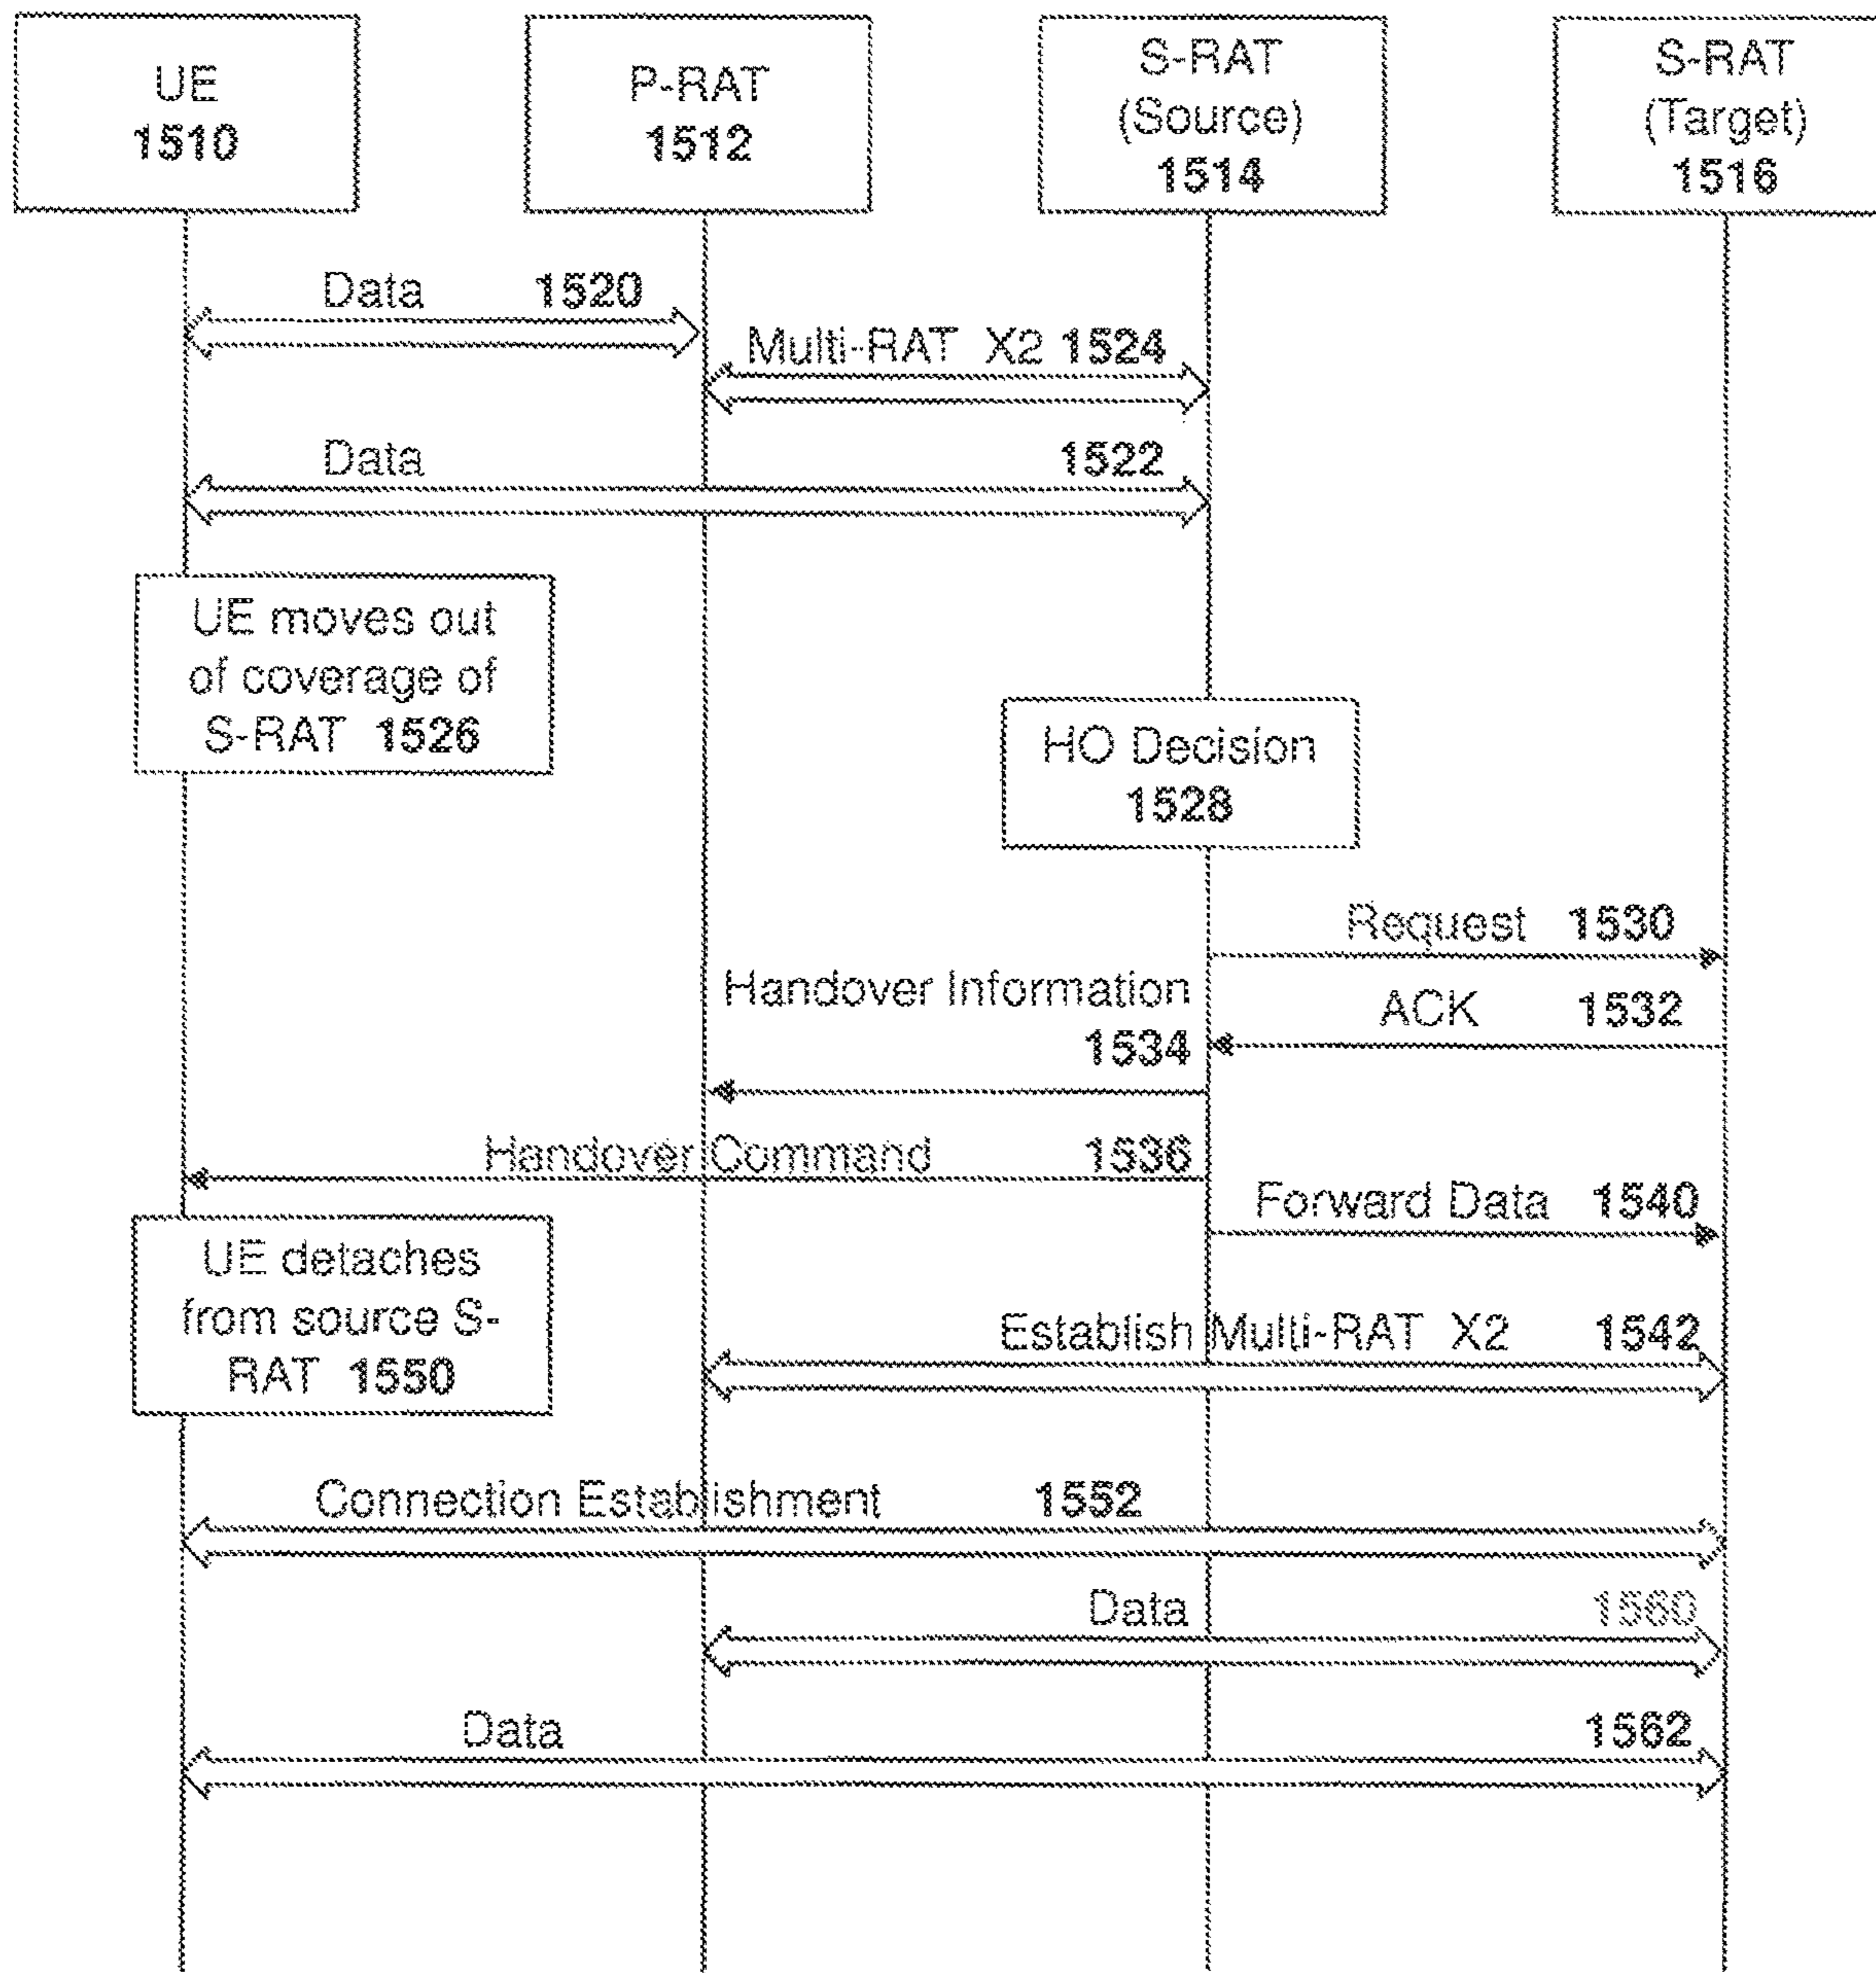 UE
1510
P-RAT
1512
S-RAT
(Source)
1514
S-RAT
(Target)
1516
Data 1520
Multi-RAT X2 1524
Data 1522
UE moves out
of coverage of
S-RAT 1526
HO Decision
1528
Request 1530
Handover Information
1534
ACK 1532
Handover Command 1536
Forward Data 1540
UE detaches
from source S-
RAT 1550
Establish Multi-RAT X2 1542
Connection Establishment 1552
Data 1560
Data 1562